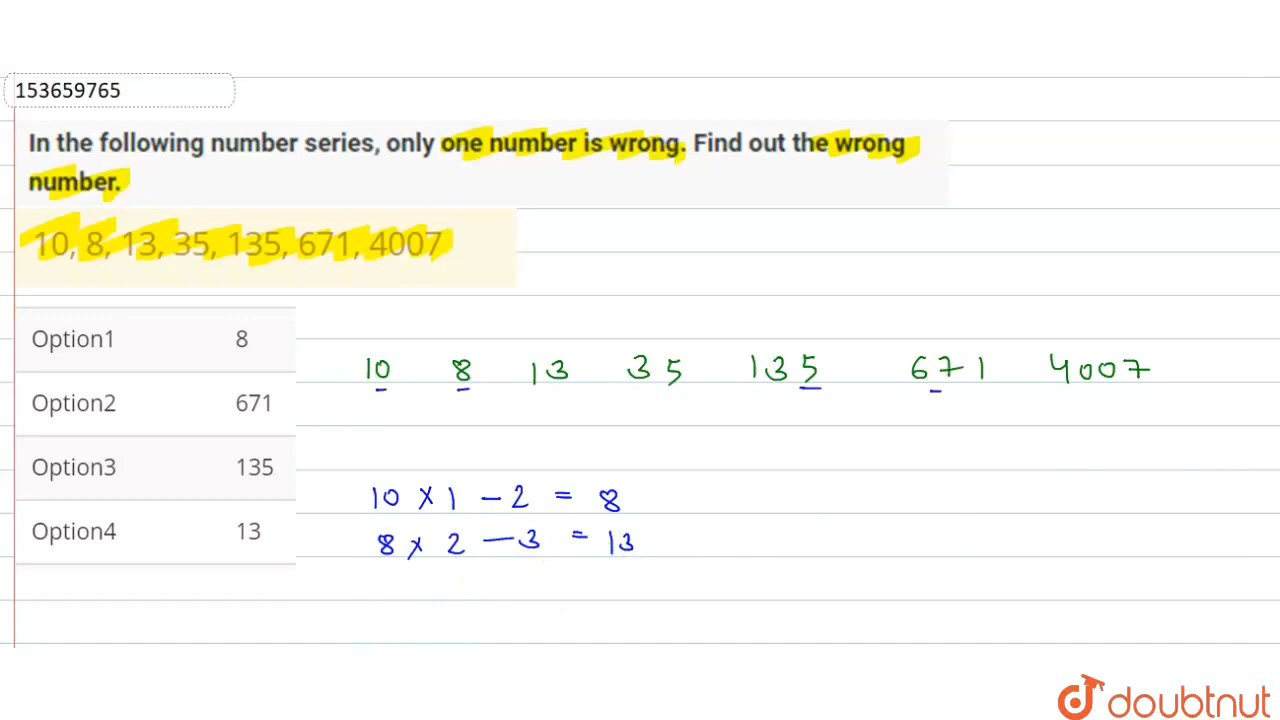 153659765
In the following number series, only one number is wrong. Find out the wrong
number.
10, 8, 13, 35, 135, 671, 4007
Option1 8
Option2 671
Option3 135
Option4 13
10 8 13 35 135 671 4007
10 × 1 - 2 = 8
8 × 2 - 3 = 13
doubtnut